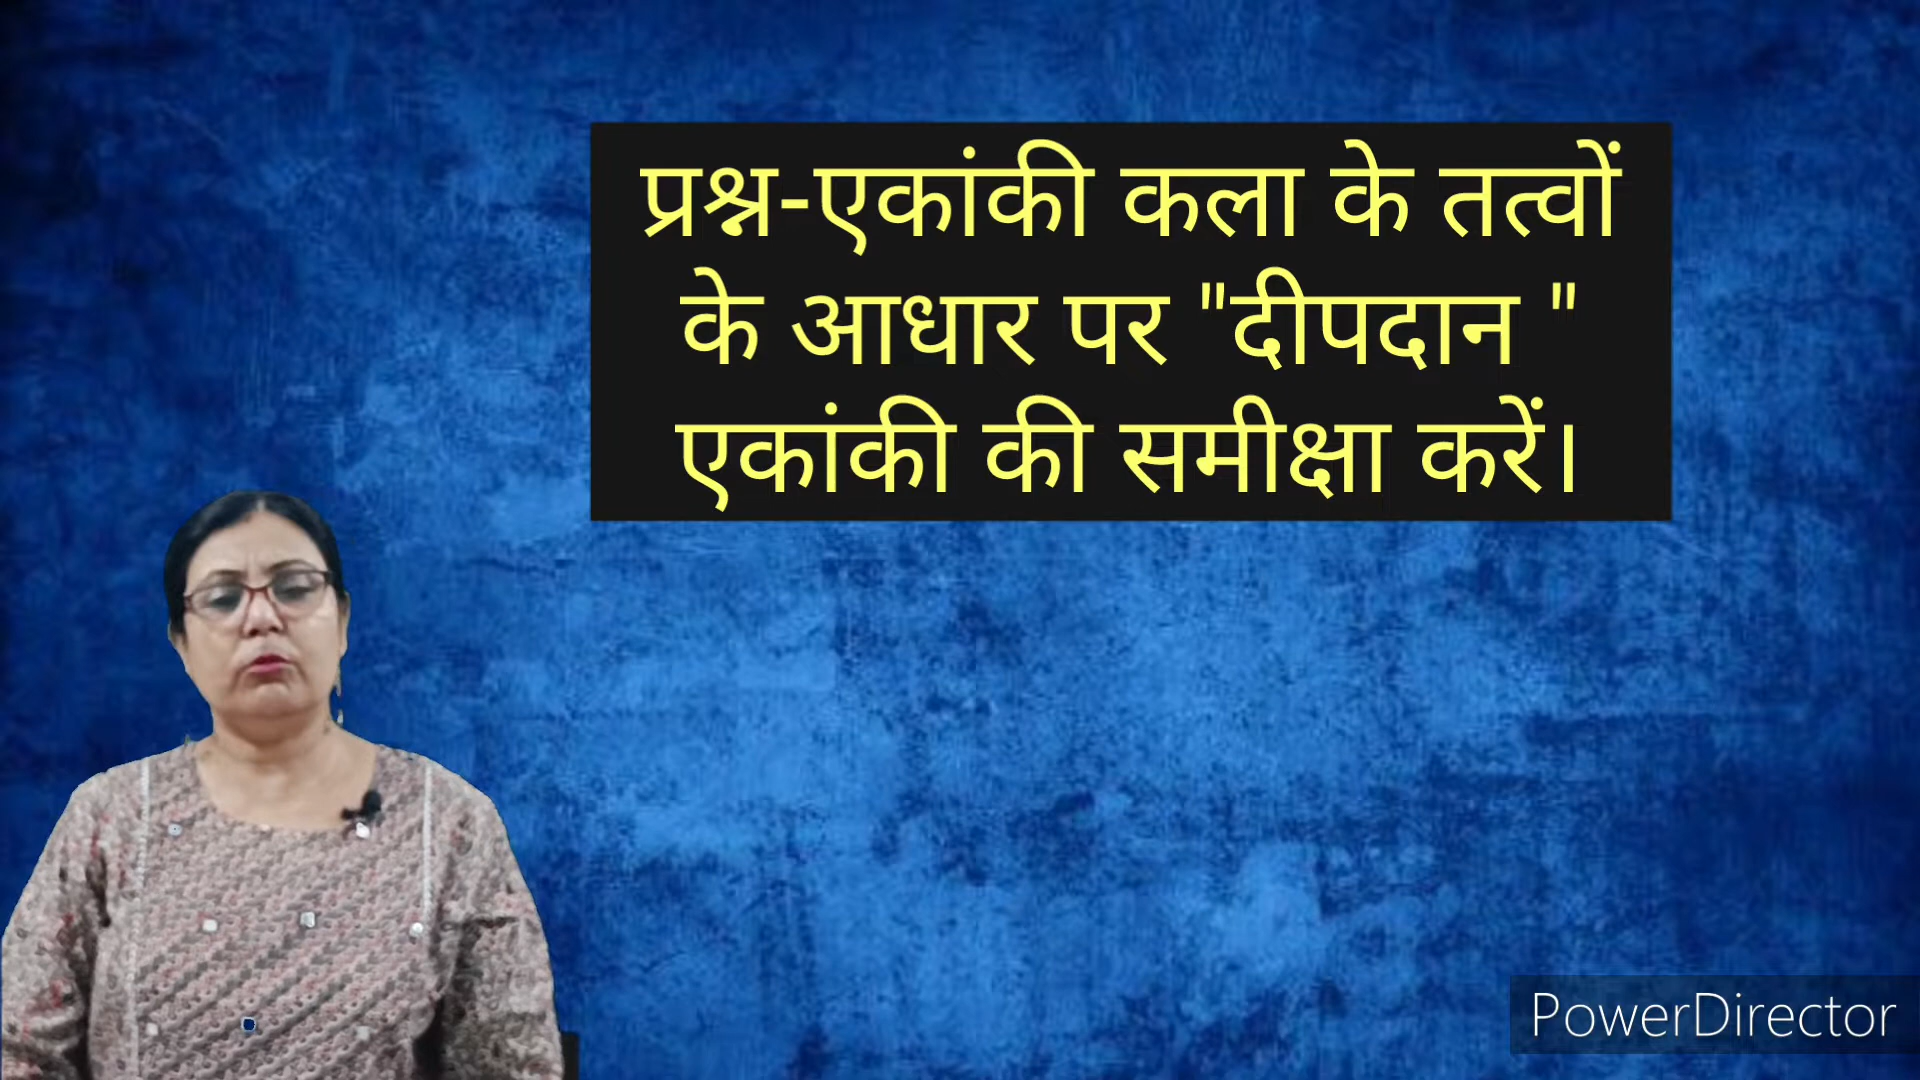 प्रश्न-एकांकी कला के तत्वों
के आधार पर "दीपदान "
एकांकी की समीक्षा करें।
PowerDirector